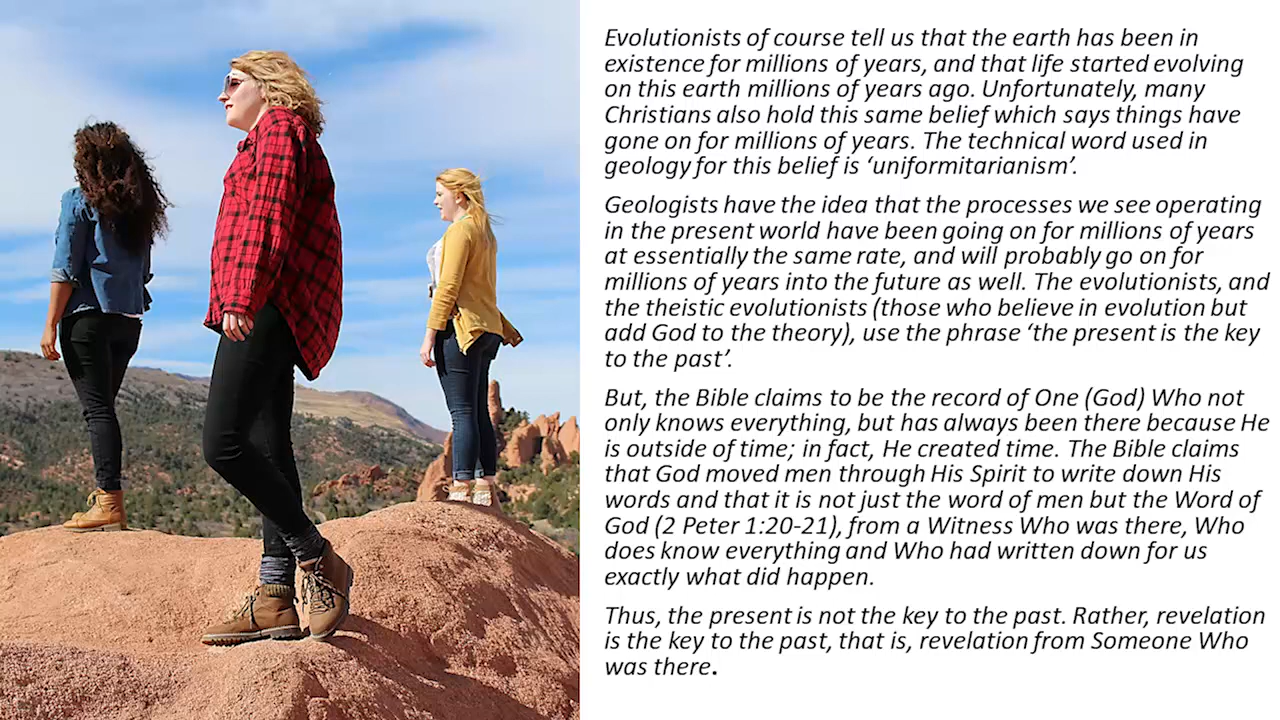 Evolutionists of course tell us that the earth has been in
existence for millions of years, and that life started evolving
on this earth millions of years ago. Unfortunately, many
Christians also hold this same belief which says things have
gone on for millions of years. The technical word used in
geology for this belief is ‘uniformitarianism’.
Geologists have the idea that the processes we see operating
in the present world have been going on for millions of years
at essentially the same rate, and will probably go on for
millions of years into the future as well. The evolutionists, and
the theistic evolutionists (those who believe in evolution but
add God to the theory), use the phrase ‘the present is the key
to the past’.
But, the Bible claims to be the record of One (God) Who not
only knows everything, but has always been there because He
is outside of time; in fact, He created time. The Bible claims
that God moved men through His Spirit to write down His
words and that it is not just the word of men but the Word of
God (2 Peter 1:20-21), from a Witness Who was there, Who
does know everything and Who had written down for us
exactly what did happen.
Thus, the present is not the key to the past. Rather, revelation
is the key to the past, that is, revelation from Someone Who
was there.